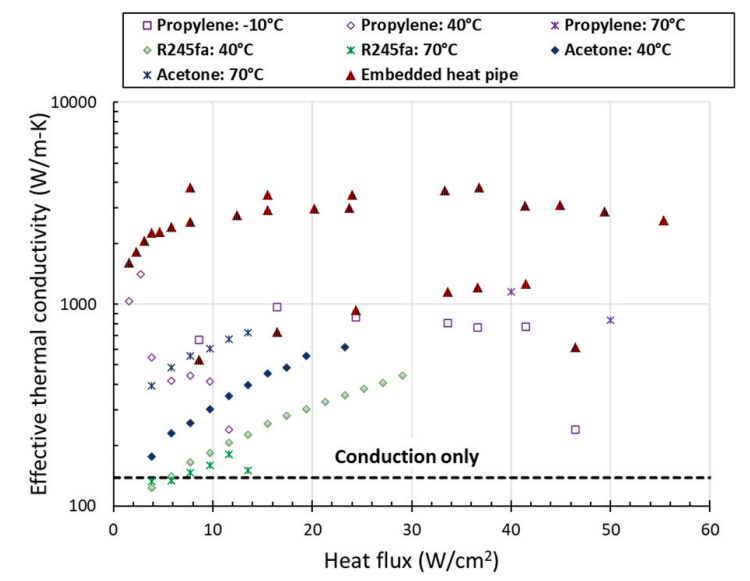 Propylene: -10°C Propylene: 40°C Propylene: 70°C
R245fa: 40°C R245fa: 70°C Acetone: 40°C
Acetone: 70°C Embedded heat pipe
Effective thermal conductivity (W/m-K)
10000
1000
100
Conduction only
0 10 20 30 40 50 60
Heat flux (W/cm²)